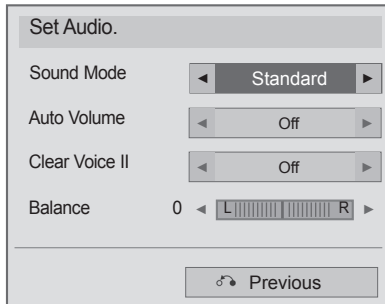 Set Audio.
Sound Mode ◄ Standard ►
Auto Volume ◄ Off ►
Clear Voice II ◄ Off ►
Balance 0 ◄ L R ►
Previous